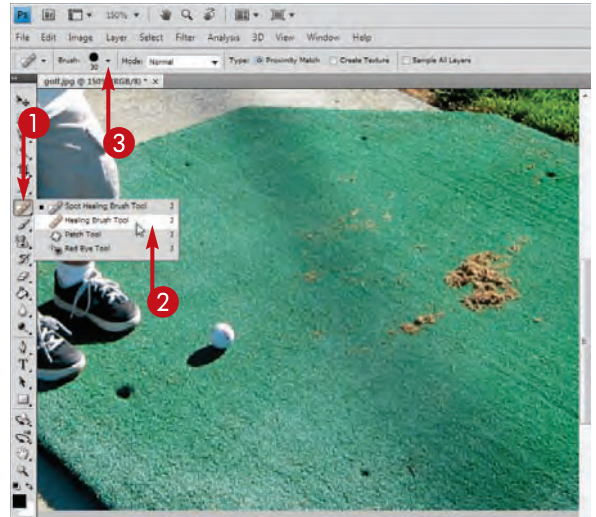 Ps Br 150%
File Edit Image Layer Select Filter Analysis 3D View Window Help
Brush: 30 Mode: Normal Type: Proximity Match Create Texture Sample All Layers
golf.jpg @ 150% (RGB/8) * x
1
3
Spot Healing Brush Tool J
Healing Brush Tool J
Patch Tool J
Red Eye Tool J
2
T